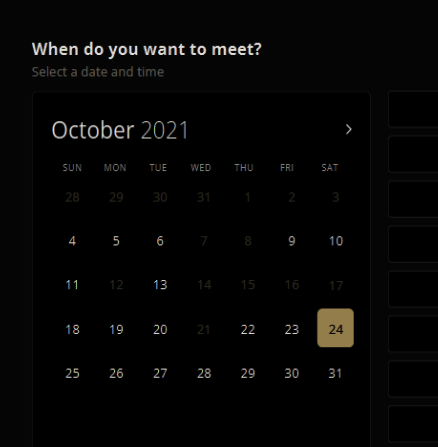 When do you want to meet?
Select a date and time
October 2021
SUN MON TUE WED THU FRI SAT
28 29 30 31 1 2 3
4 5 6 7 8 9 10
11 12 13 14 15 16 17
18 19 20 21 22 23 24
25 26 27 28 29 30 31